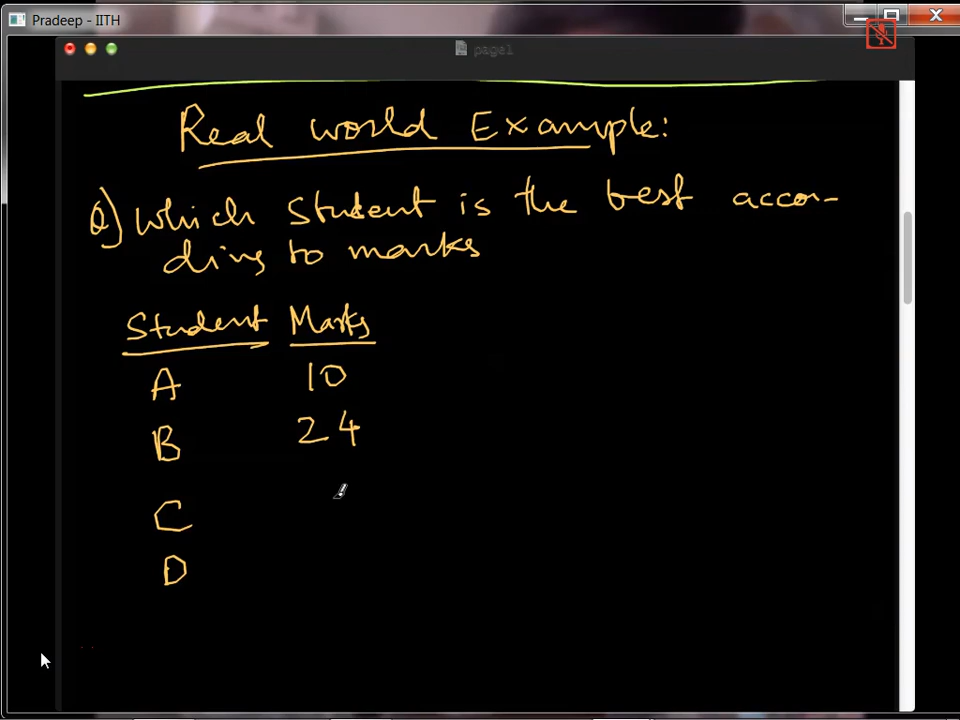 Pradeep - IITH
page1
Real world Example:
Q) Which Student is the best accor-
ding to marks
Student Marks
A 10
B 24
C
D